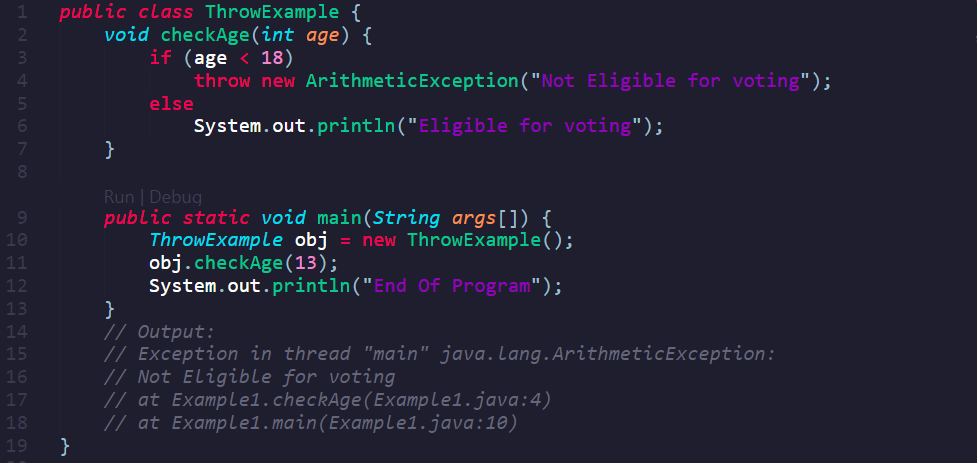 1 public class ThrowExample {
2 void checkAge(int age) {
3 if (age < 18)
4 throw new ArithmeticException("Not Eligible for voting");
5 else
6 System.out.println("Eligible for voting");
7 }
8
Run | Debug
9 public static void main(String args[]) {
10 ThrowExample obj = new ThrowExample();
11 obj.checkAge(13);
12 System.out.println("End Of Program");
13 }
14 // Output:
15 // Exception in thread "main" java.lang.ArithmeticException:
16 // Not Eligible for voting
17 // at Example1.checkAge(Example1.java:4)
18 // at Example1.main(Example1.java:10)
19 }